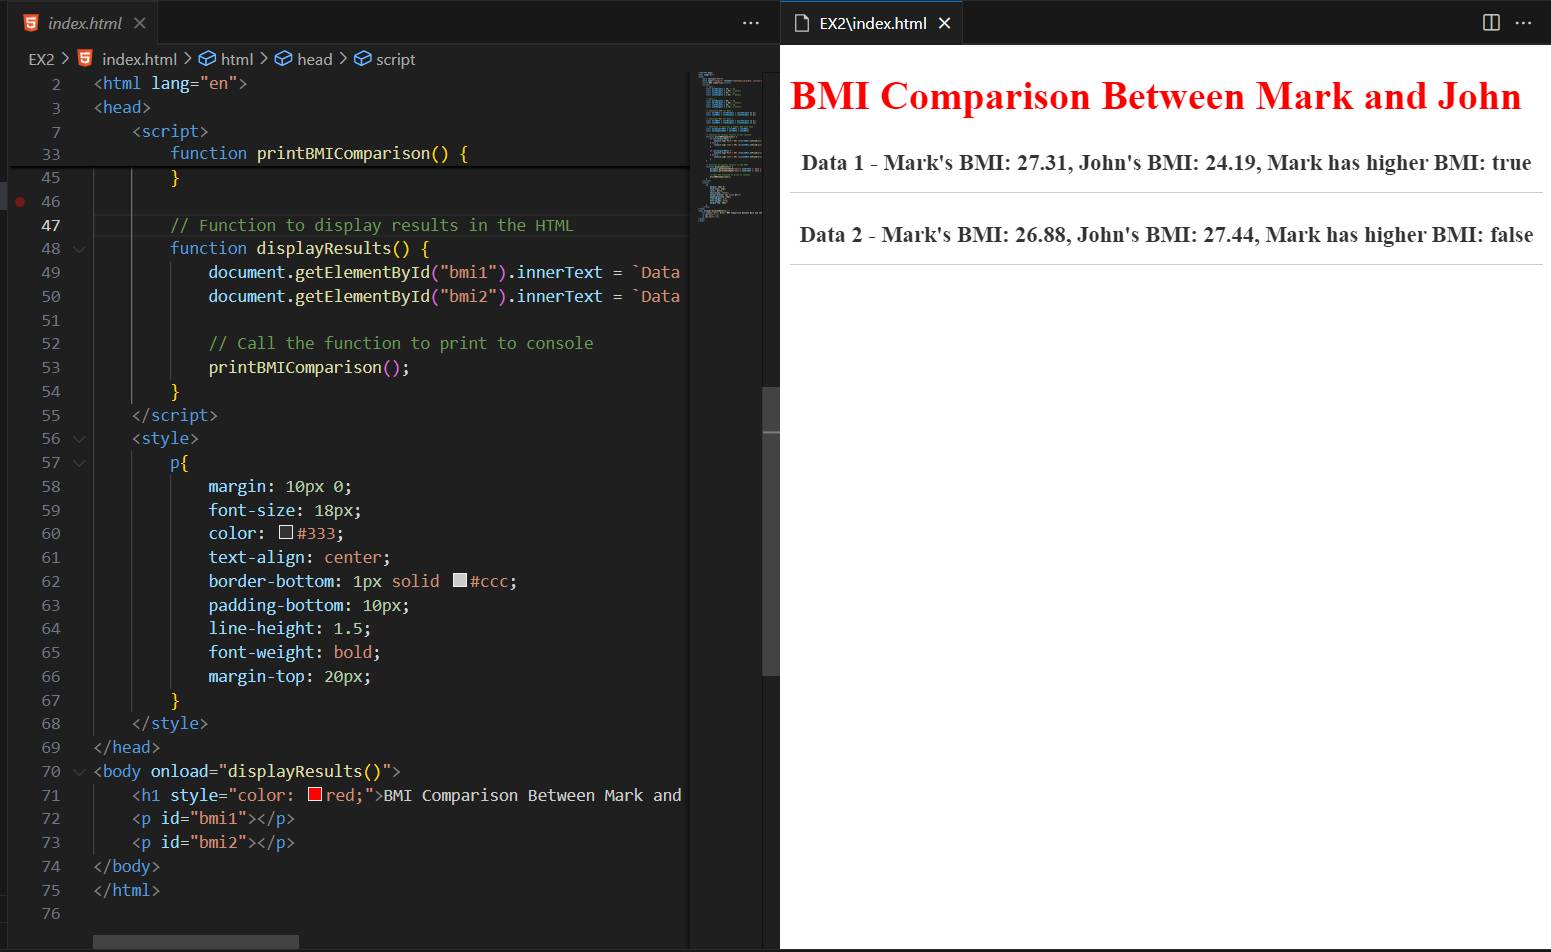 index.html
EX2 > index.html > html > head > script
2 <html lang="en">
3 <head>
7 <script>
33 function printBMIComparison() {
45 }
46
47 // Function to display results in the HTML
48 function displayResults() {
49 document.getElementById("bmi1").innerText = `Data
50 document.getElementById("bmi2").innerText = `Data
51
52 // Call the function to print to console
53 printBMIComparison();
54 }
55 </script>
56 <style>
57 p{
58 margin: 10px 0;
59 font-size: 18px;
60 color: #333;
61 text-align: center;
62 border-bottom: 1px solid #ccc;
63 padding-bottom: 10px;
64 line-height: 1.5;
65 font-weight: bold;
66 margin-top: 20px;
67 }
68 </style>
69 </head>
70 <body onload="displayResults()">
71 <h1 style="color: red;">BMI Comparison Between Mark and
72 <p id="bmi1"></p>
73 <p id="bmi2"></p>
74 </body>
75 </html>
76
EX2\index.html
BMI Comparison Between Mark and John
Data 1 - Mark's BMI: 27.31, John's BMI: 24.19, Mark has higher BMI: true
Data 2 - Mark's BMI: 26.88, John's BMI: 27.44, Mark has higher BMI: false